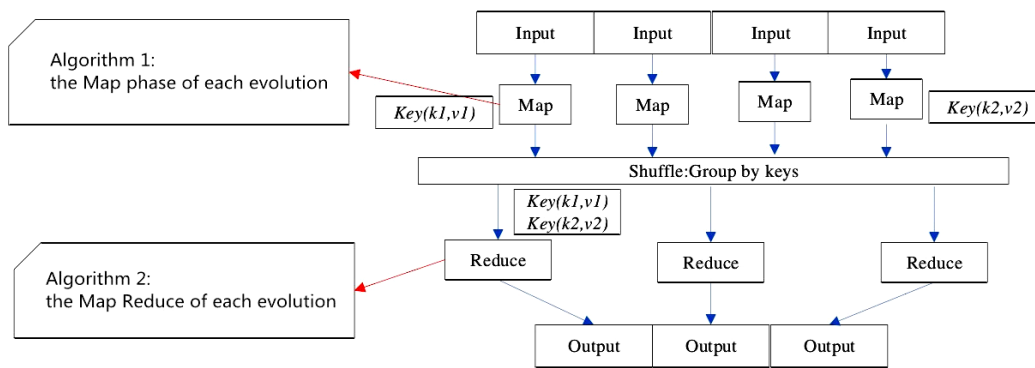 Input Input Input Input
Algorithm 1:
the Map phase of each evolution
Key(k1,v1)
Map Map Map Map
Key(k2,v2)
Shuffle:Group by keys
Key(k1,v1)
Key(k2,v2)
Algorithm 2:
the Map Reduce of each evolution
Reduce Reduce Reduce
Output Output Output